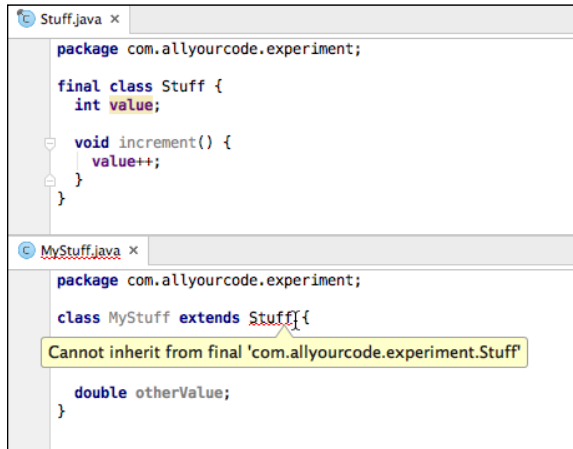 Stuff.java ×
package com.allyourcode.experiment;
final class Stuff {
int value;
void increment() {
value++;
}
}
MyStuff.java ×
package com.allyourcode.experiment;
class MyStuff extends Stuff {
Cannot inherit from final 'com.allyourcode.experiment.Stuff'
double otherValue;
}